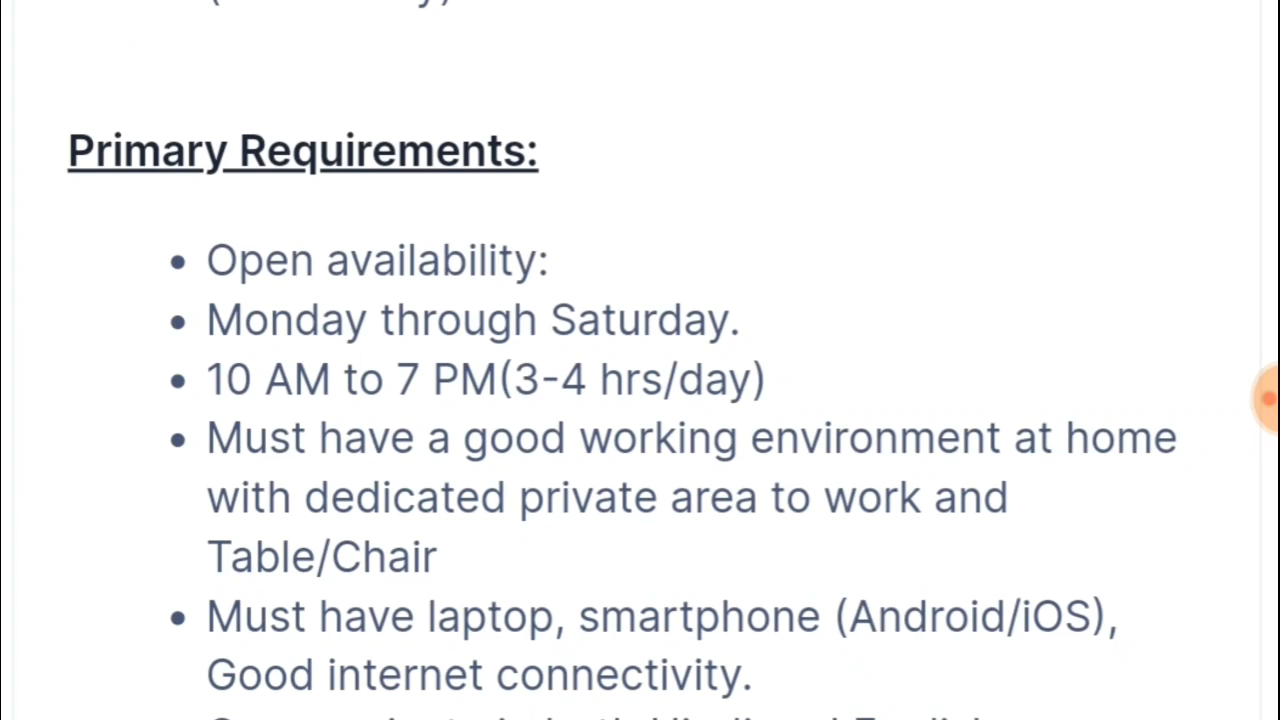 Primary Requirements:
• Open availability:
• Monday through Saturday.
• 10 AM to 7 PM(3-4 hrs/day)
• Must have a good working environment at home
with dedicated private area to work and
Table/Chair
• Must have laptop, smartphone (Android/iOS),
Good internet connectivity.